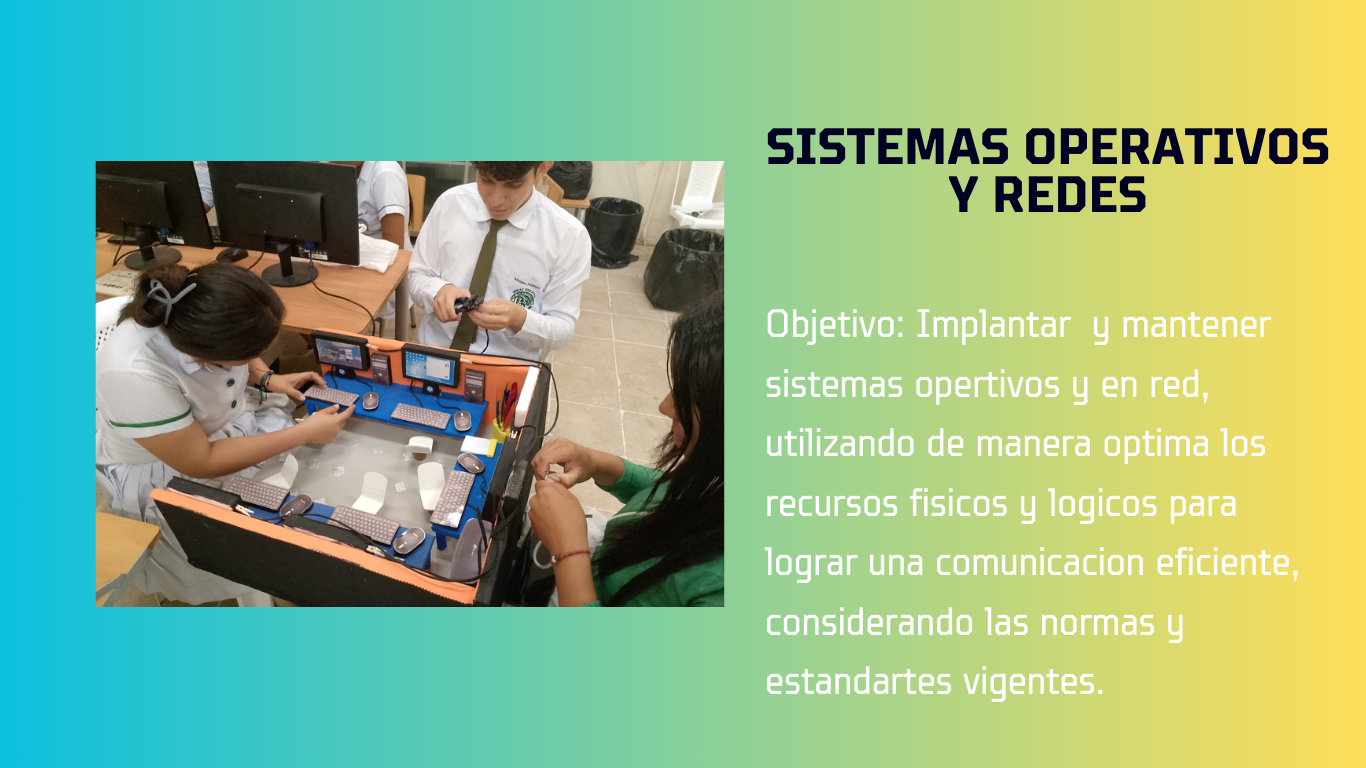 SISTEMAS OPERATIVOS
Y REDES
Objetivo: Implantar y mantener
sistemas opertivos y en red,
utilizando de manera optima los
recursos fisicos y logicos para
lograr una comunicacion eficiente,
considerando las normas y
estandartes vigentes.